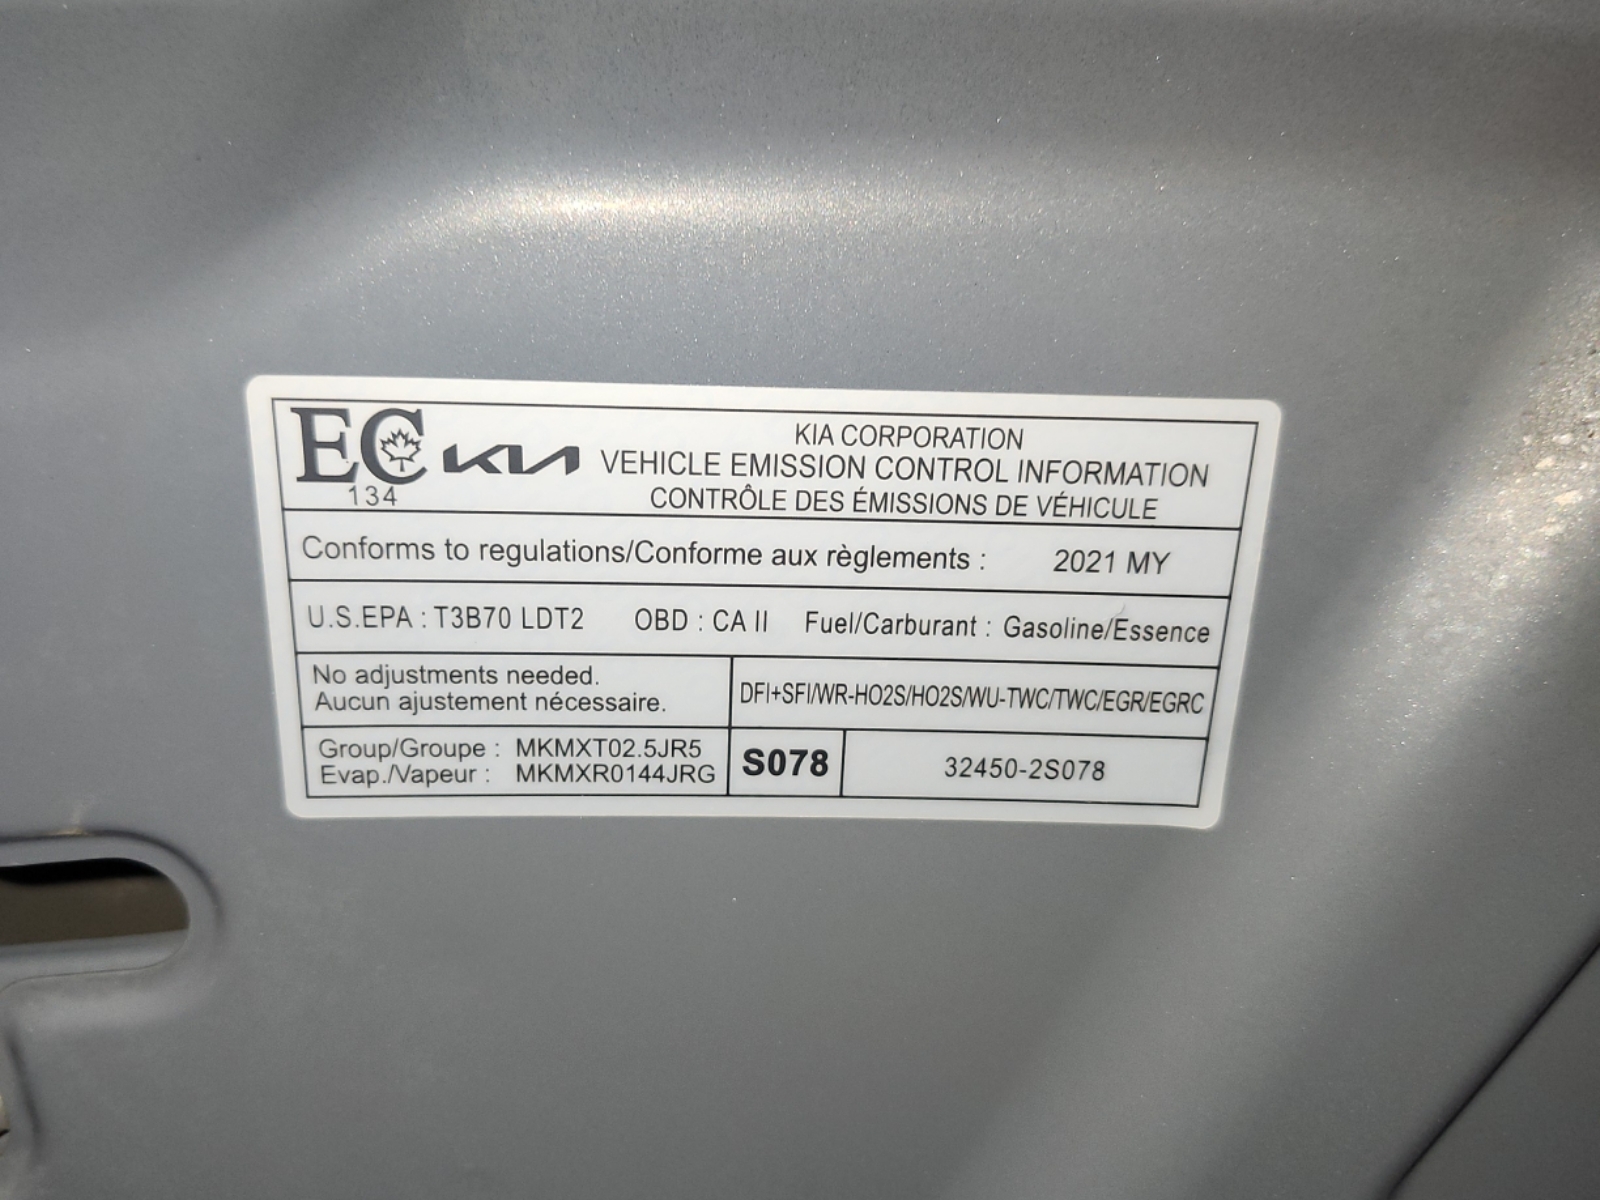 EC KIA
134
KIA CORPORATION
VEHICLE EMISSION CONTROL INFORMATION
CONTRÔLE DES ÉMISSIONS DE VÉHICULE
Conforms to regulations/Conforme aux règlements : 2021 MY
U.S.EPA : T3B70 LDT2 OBD : CA II Fuel/Carburant : Gasoline/Essence
No adjustments needed.
Aucun ajustement nécessaire.
DFI+SFI/WR-HO2S/HO2S/WU-TWC/TWC/EGR/EGRC
Group/Groupe : MKMXT02.5JR5
Evap./Vapeur : MKMXR0144JRG
S078
32450-2S078